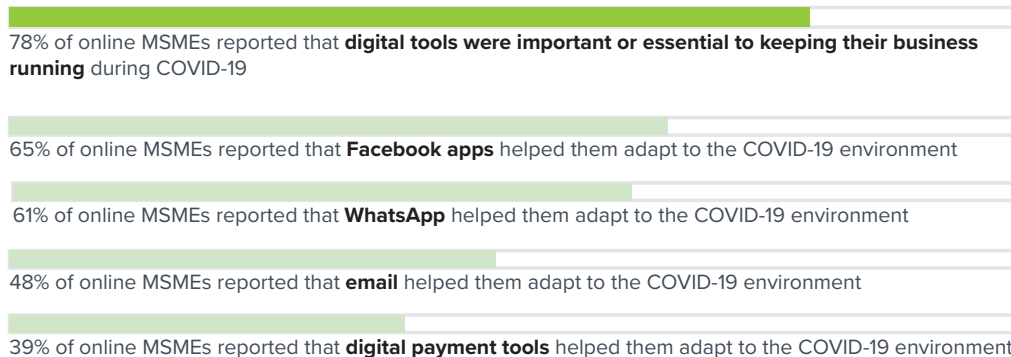 78% of online MSMEs reported that digital tools were important or essential to keeping their business
running during COVID-19
65% of online MSMEs reported that Facebook apps helped them adapt to the COVID-19 environment
61% of online MSMEs reported that WhatsApp helped them adapt to the COVID-19 environment
48% of online MSMEs reported that email helped them adapt to the COVID-19 environment
39% of online MSMEs reported that digital payment tools helped them adapt to the COVID-19 environment